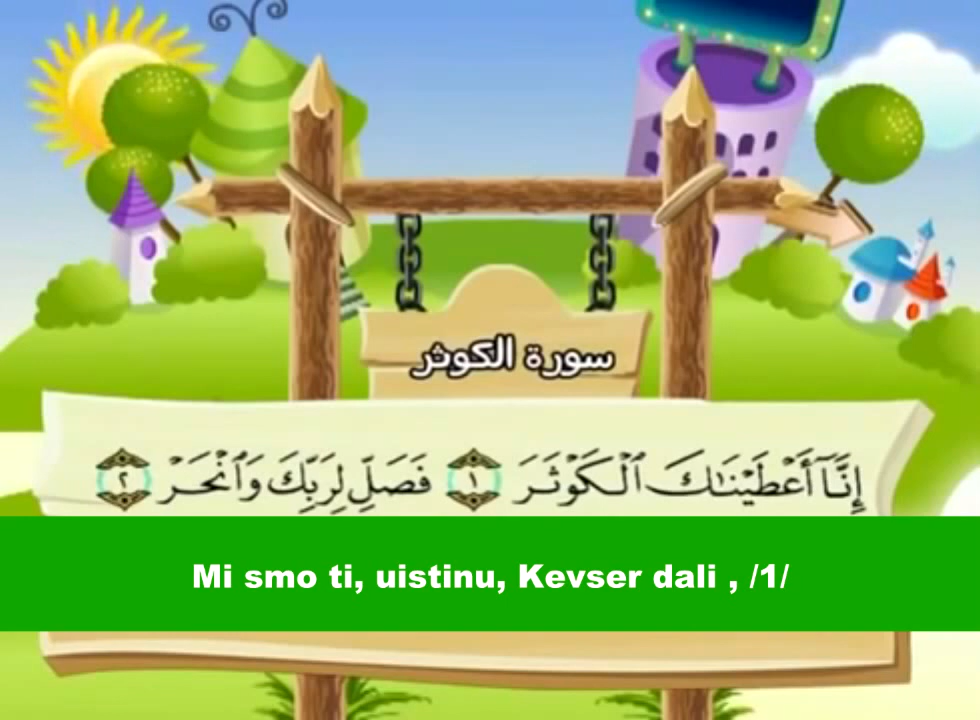 سورة الكوثر
إِنَّآ أَعْطَيْنَٰكَ ٱلْكَوْثَرَ ١ فَصَلِّ لِرَبِّكَ وَٱنْحَرْ ٢
Mi smo ti, uistinu, Kevser dali , /1/